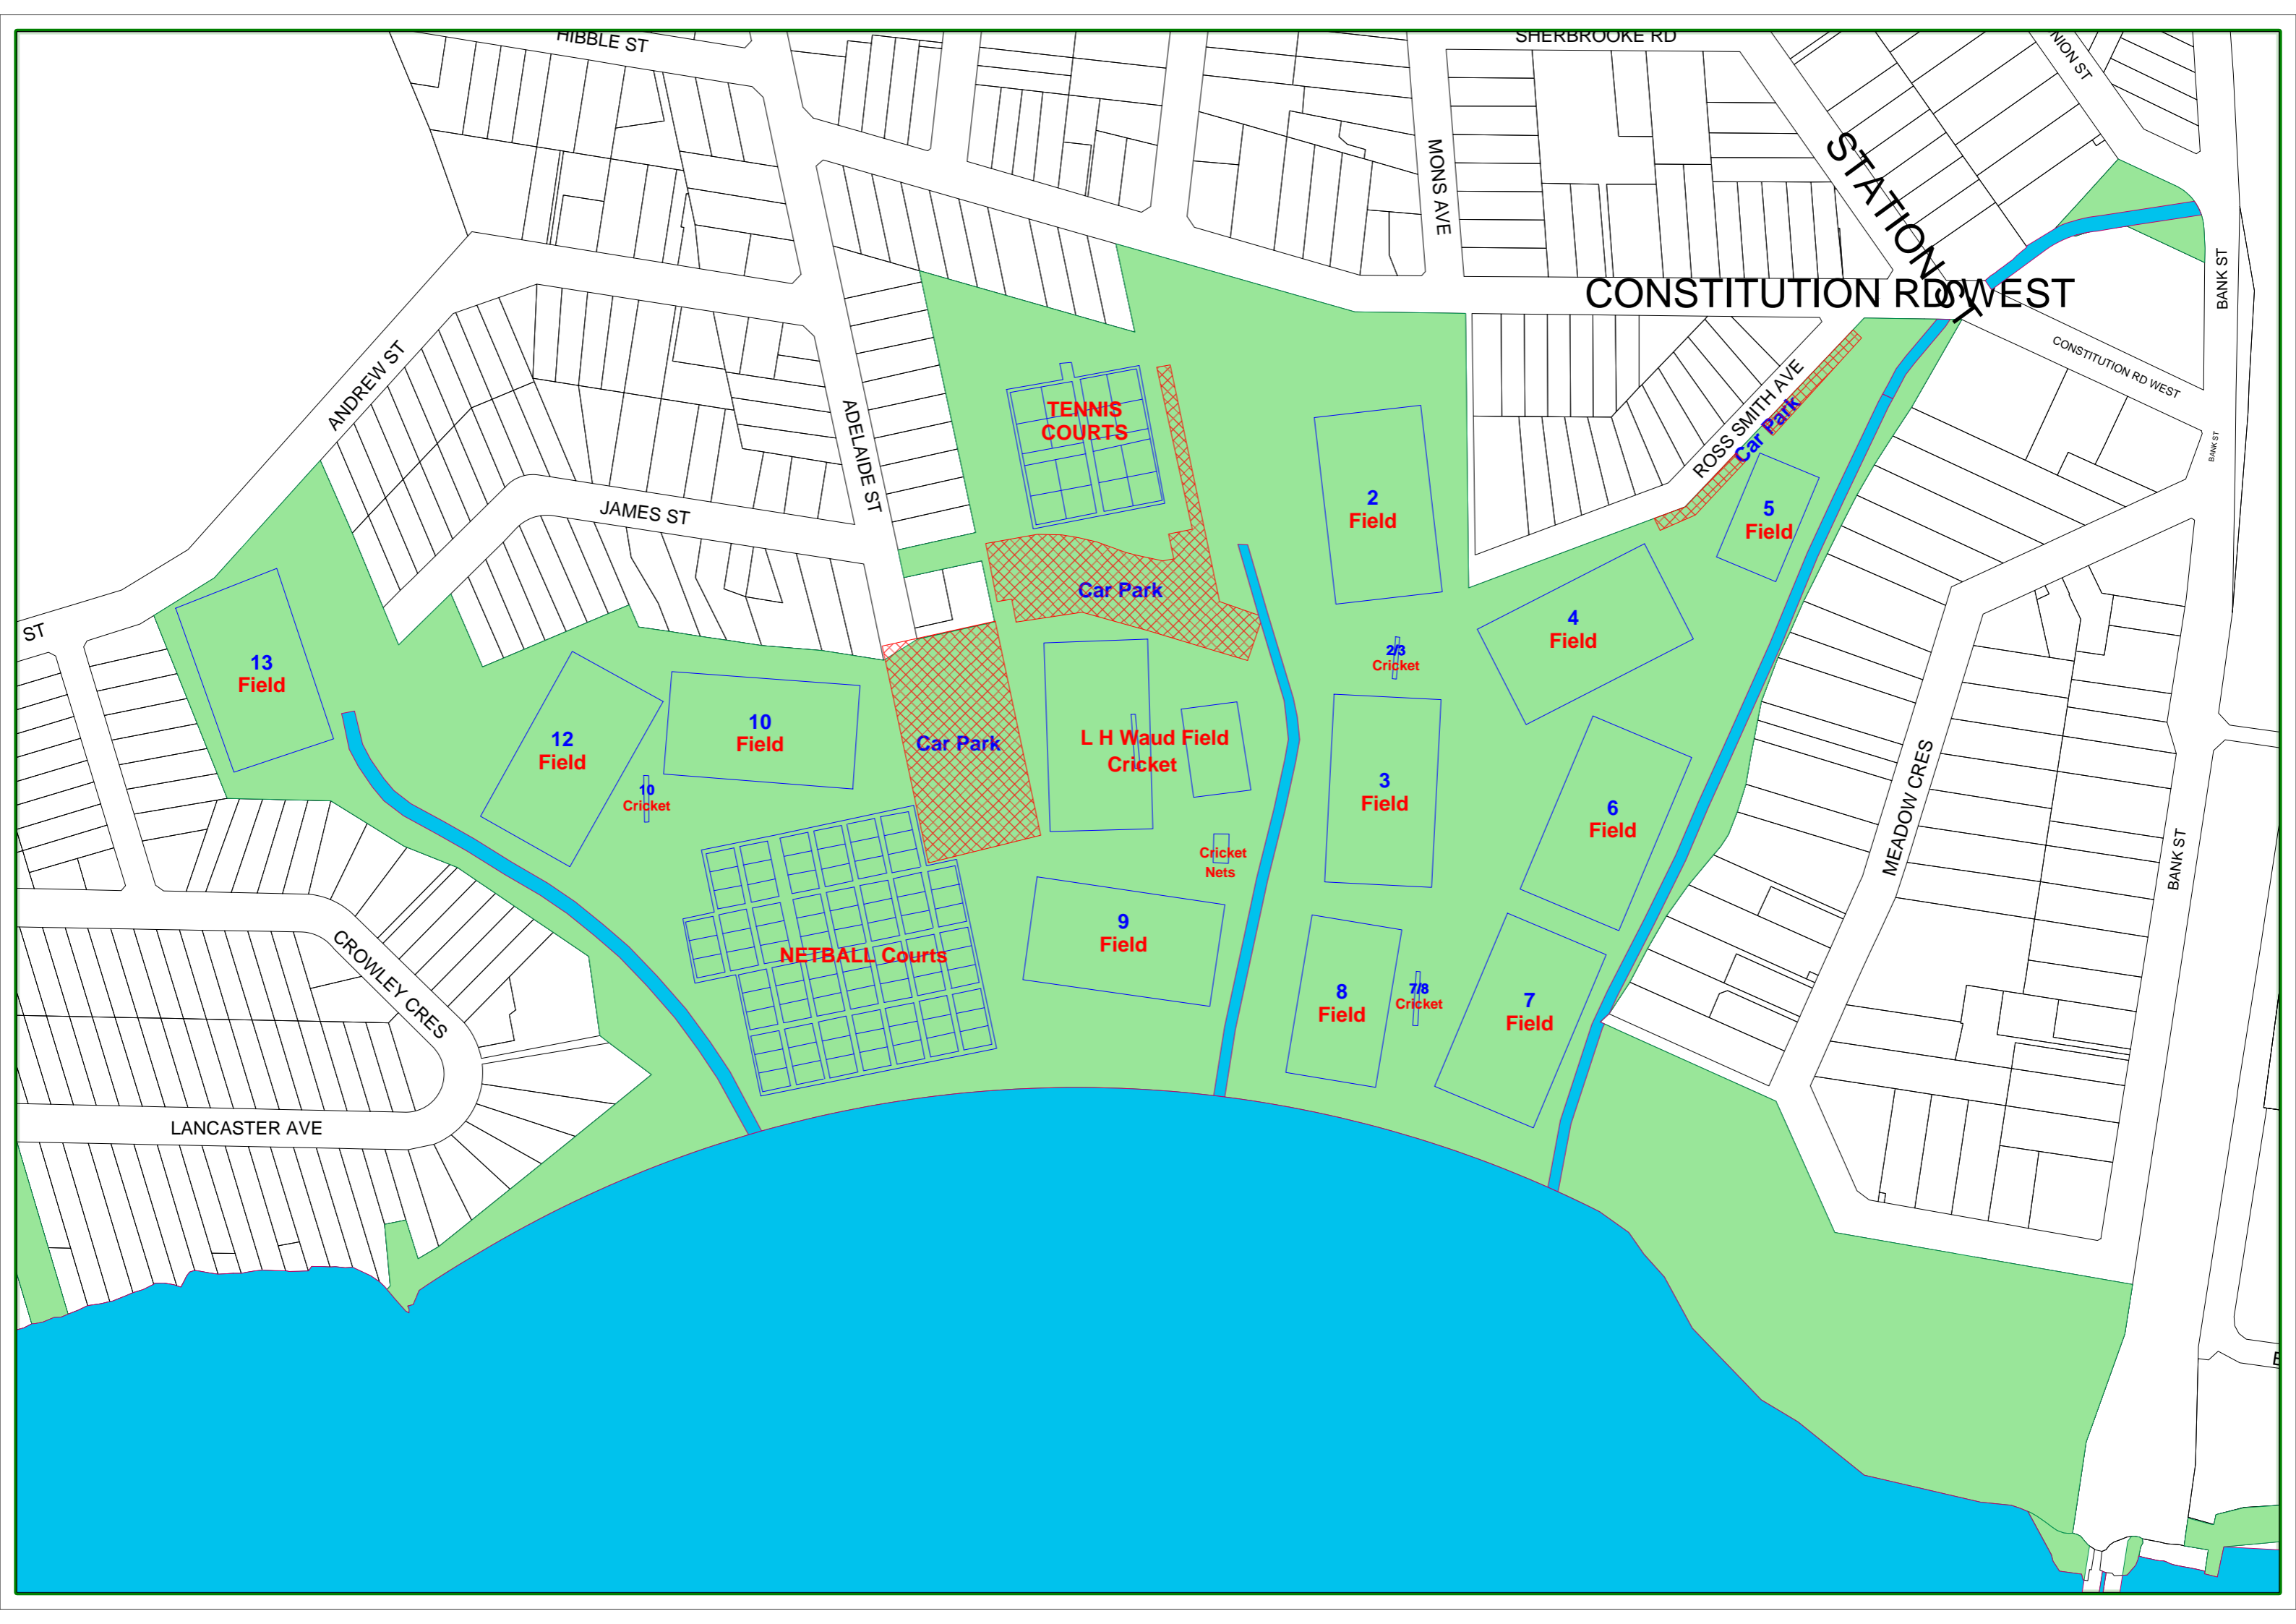 HIBBLE ST
SHERBROOKE RD
NION ST
STATION ST
MONS AVE
CONSTITUTION RD WEST
BANK ST
CONSTITUTION RD WEST
BANK ST
ANDREW ST
ADELAIDE ST
JAMES ST
ROSS SMITH AVE
Car Park
TENNIS
COURTS
2
Field
5
Field
Car Park
4
Field
ST
13
Field
2/3
Cricket
12
Field
10
Field
Car Park
L H Waud Field
Cricket
3
Field
6
Field
10
Cricket
MEADOW CRES
BANK ST
Cricket
Nets
9
Field
NETBALL Courts
CROWLEY CRES
8
Field
7/8
Cricket
7
Field
LANCASTER AVE